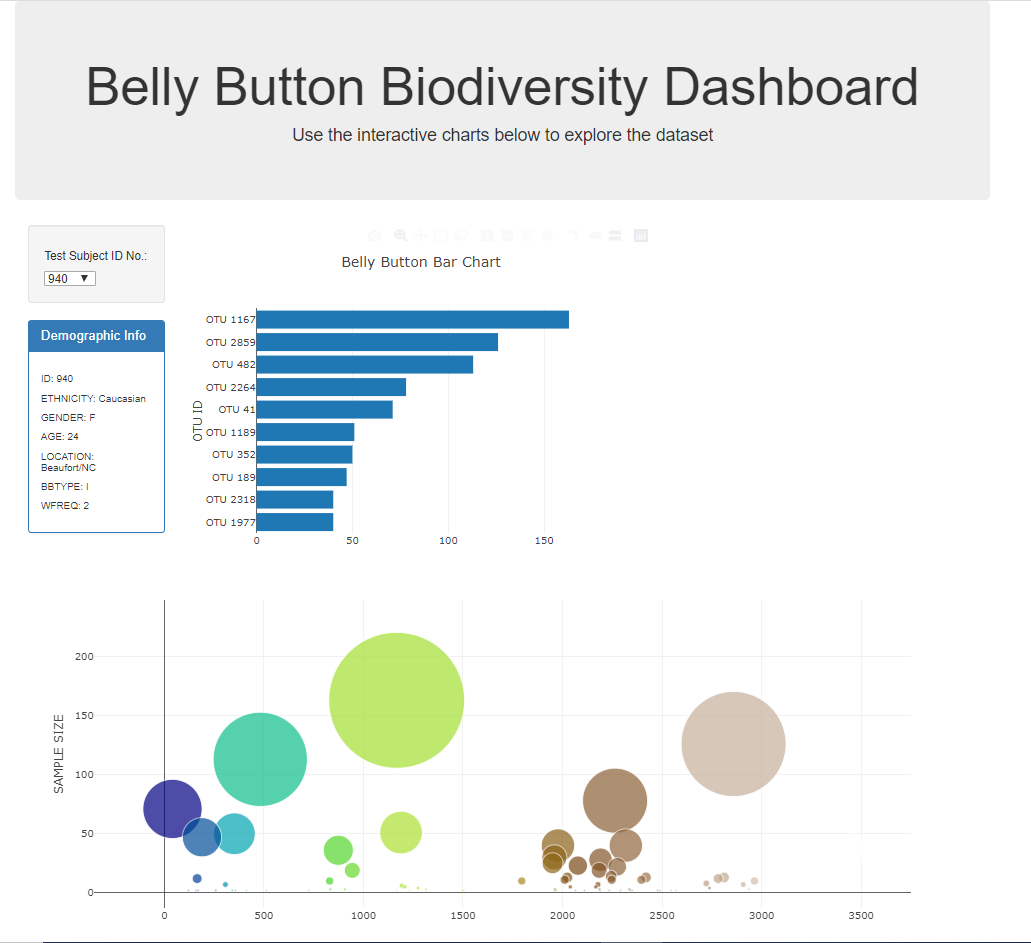 Belly Button Biodiversity Dashboard
Use the interactive charts below to explore the dataset
Test Subject ID No.:
940
Demographic Info
ID: 940
ETHNICITY: Caucasian
GENDER: F
AGE: 24
LOCATION:
Beaufort/NC
BBTYPE: I
WFREQ: 2
Belly Button Bar Chart
OTU ID
OTU 1167
OTU 2859
OTU 482
OTU 2264
OTU 41
OTU 1189
OTU 352
OTU 189
OTU 2318
OTU 1977
0 50 100 150
SAMPLE SIZE
200
150
100
50
0
0 500 1000 1500 2000 2500 3000 3500